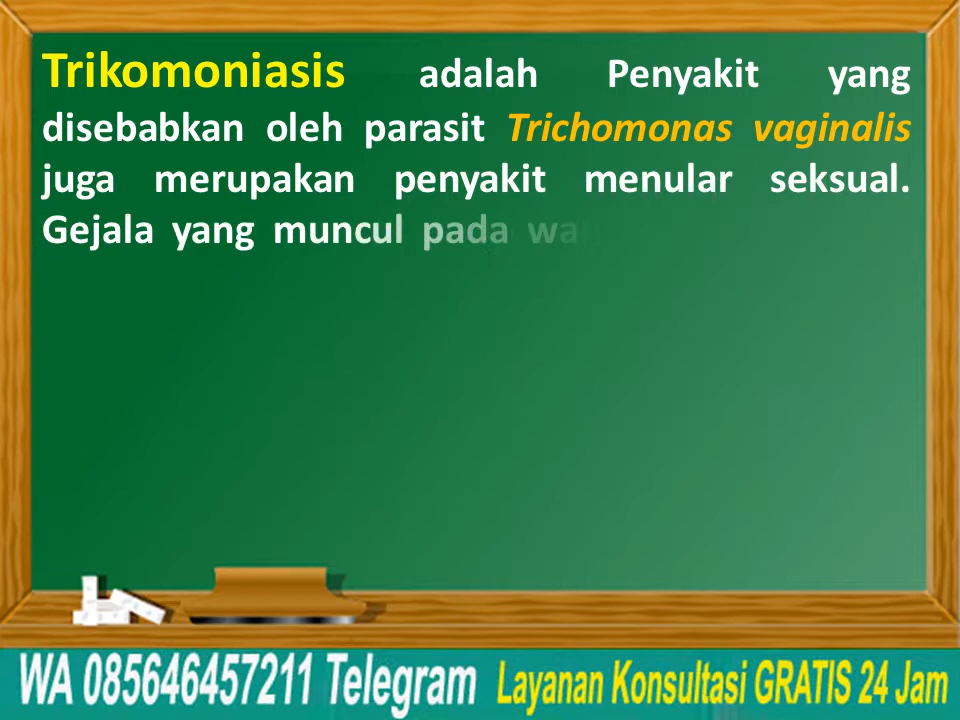 Trikomoniasis adalah Penyakit yang
disebabkan oleh parasit Trichomonas vaginalis
juga merupakan penyakit menular seksual.
Gejala yang muncul pada
WA 085646457211 Telegram Layanan Konsultasi GRATIS 24 Jam